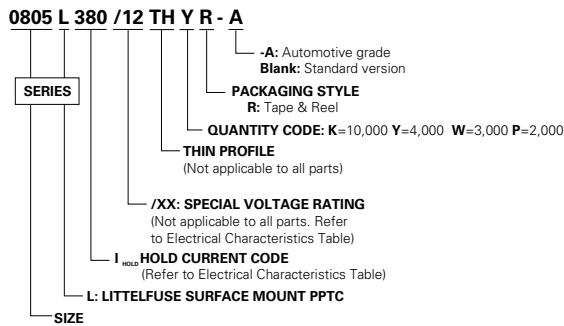 0805 L 380 /12 TH Y R - A
-A: Automotive grade
Blank: Standard version
SERIES
PACKAGING STYLE
R: Tape & Reel
QUANTITY CODE: K=10,000 Y=4,000 W=3,000 P=2,000
THIN PROFILE
(Not applicable to all parts)
/XX: SPECIAL VOLTAGE RATING
(Not applicable to all parts. Refer
to Electrical Characteristics Table)
I HOLD HOLD CURRENT CODE
(Refer to Electrical Characteristics Table)
L: LITTELFUSE SURFACE MOUNT PPTC
SIZE